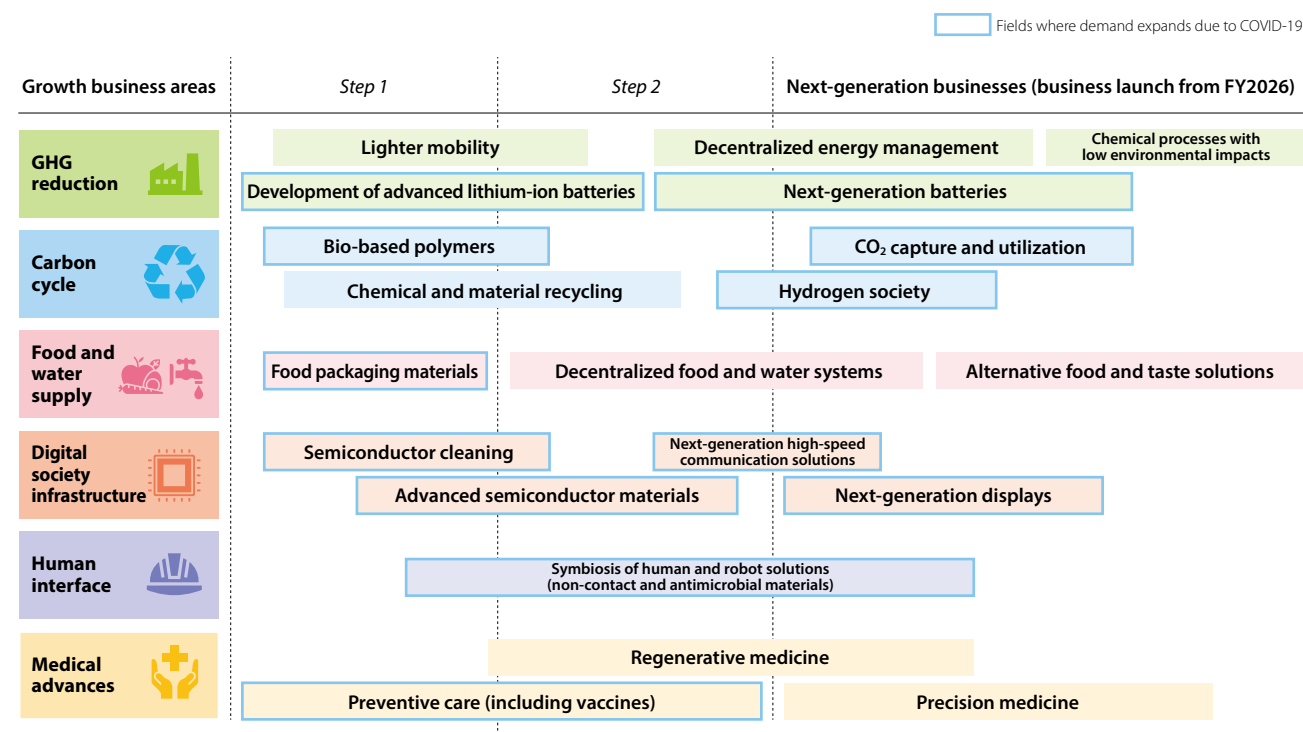 Fields where demand expands due to COVID-19
Growth business areas
Step 1
Step 2
Next-generation businesses (business launch from FY2026)
GHG
reduction
Lighter mobility
Decentralized energy management
Chemical processes with
low environmental impacts
Development of advanced lithium-ion batteries
Next-generation batteries
Carbon
cycle
Bio-based polymers
CO₂ capture and utilization
Chemical and material recycling
Hydrogen society
Food and
water
supply
Food packaging materials
Decentralized food and water systems
Alternative food and taste solutions
Digital
society
infrastructure
Semiconductor cleaning
Next-generation high-speed
communication solutions
Advanced semiconductor materials
Next-generation displays
Human
interface
Symbiosis of human and robot solutions
(non-contact and antimicrobial materials)
Medical
advances
Regenerative medicine
Preventive care (including vaccines)
Precision medicine